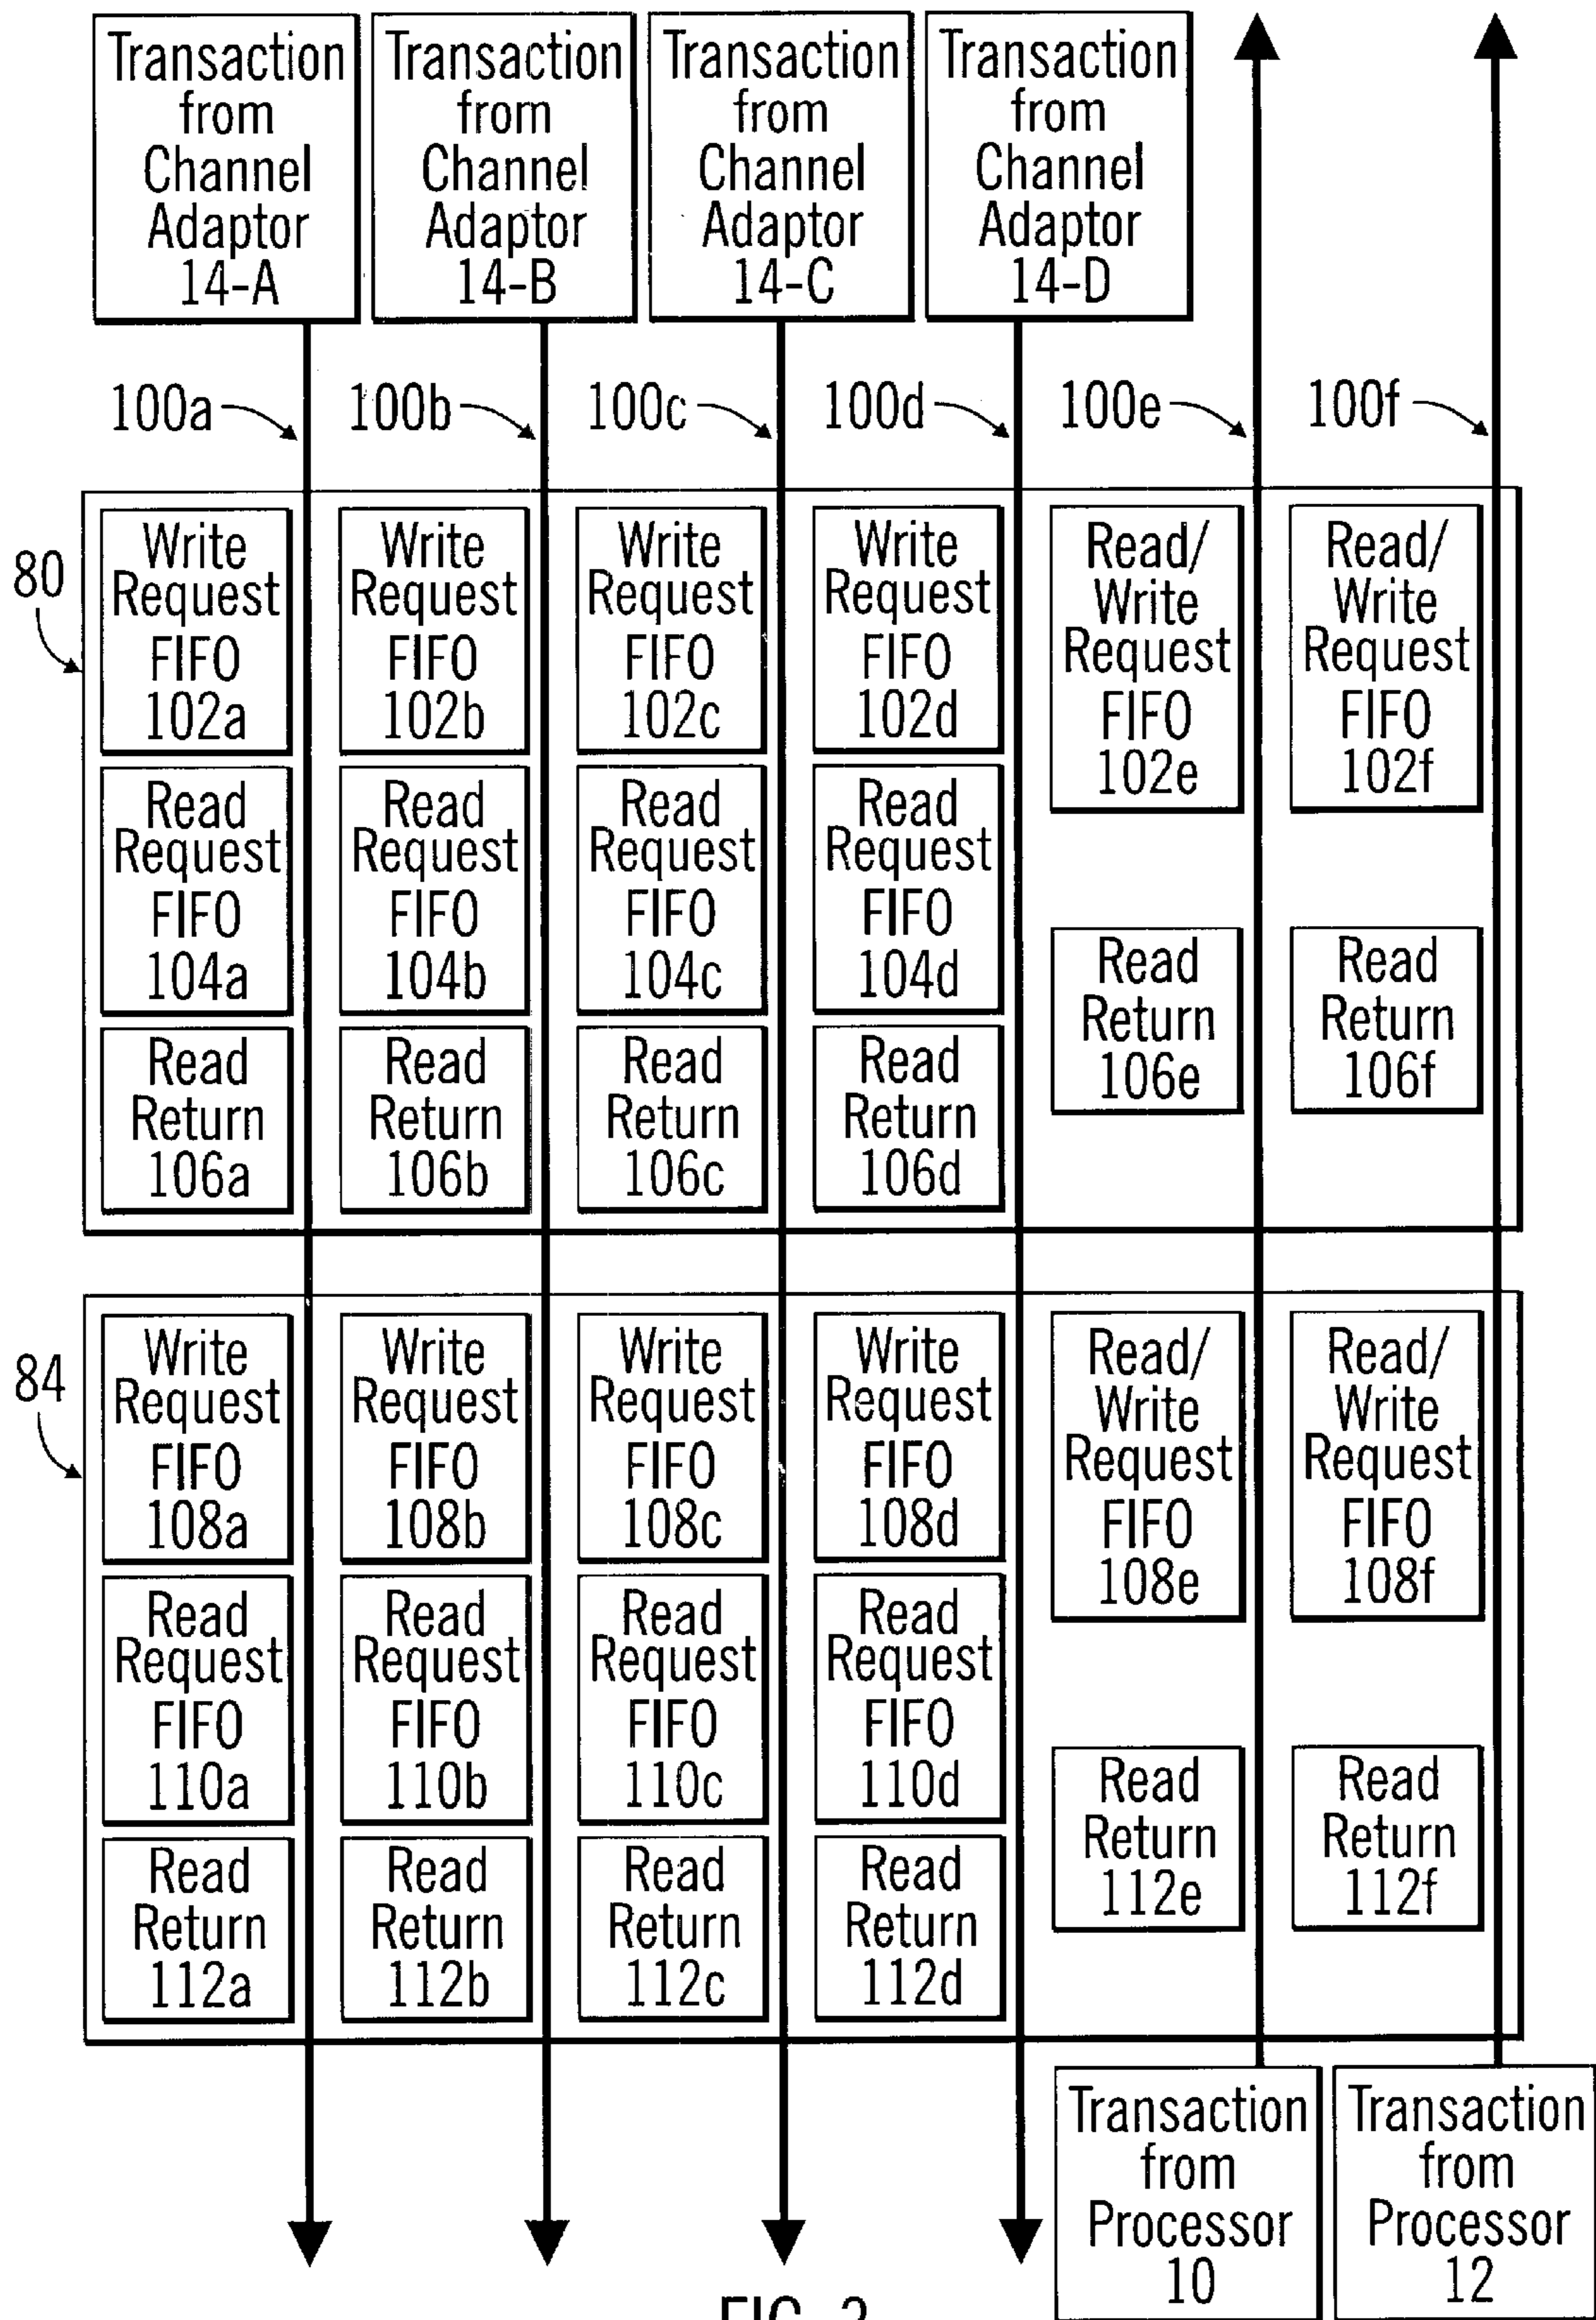 Transaction
from
Channel
Adaptor
14-A
Transaction
from
Channel
Adaptor
14-B
Transaction
from
Channel
Adaptor
14-C
Transaction
from
Channel
Adaptor
14-D
100a
100b
100c
100d
100e
100f
80
Write
Request
FIFO
102a
Write
Request
FIFO
102b
Write
Request
FIFO
102c
Write
Request
FIFO
102d
Read/
Write
Request
FIFO
102e
Read/
Write
Request
FIFO
102f
Read
Request
FIFO
104a
Read
Request
FIFO
104b
Read
Request
FIFO
104c
Read
Request
FIFO
104d
Read
Return
106a
Read
Return
106b
Read
Return
106c
Read
Return
106d
Read
Return
106e
Read
Return
106f
84
Write
Request
FIFO
108a
Write
Request
FIFO
108b
Write
Request
FIFO
108c
Write
Request
FIFO
108d
Read/
Write
Request
FIFO
108e
Read/
Write
Request
FIFO
108f
Read
Request
FIFO
110a
Read
Request
FIFO
110b
Read
Request
FIFO
110c
Read
Request
FIFO
110d
Read
Return
112a
Read
Return
112b
Read
Return
112c
Read
Return
112d
Read
Return
112e
Read
Return
112f
Transaction
from
Processor
10
Transaction
from
Processor
12
FIG.